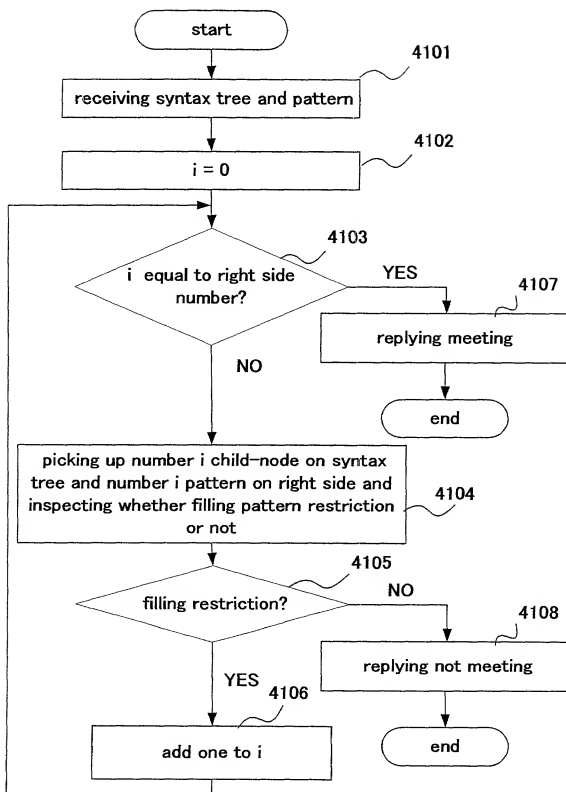 start
4101
receiving syntax tree and pattern
4102
i = 0
4103
i equal to right side
number?
YES
4107
replying meeting
NO
end
picking up number i child-node on syntax
tree and number i pattern on right side and
inspecting whether filling pattern restriction
or not
4104
4105
filling restriction?
NO
4108
replying not meeting
YES
4106
add one to i
end